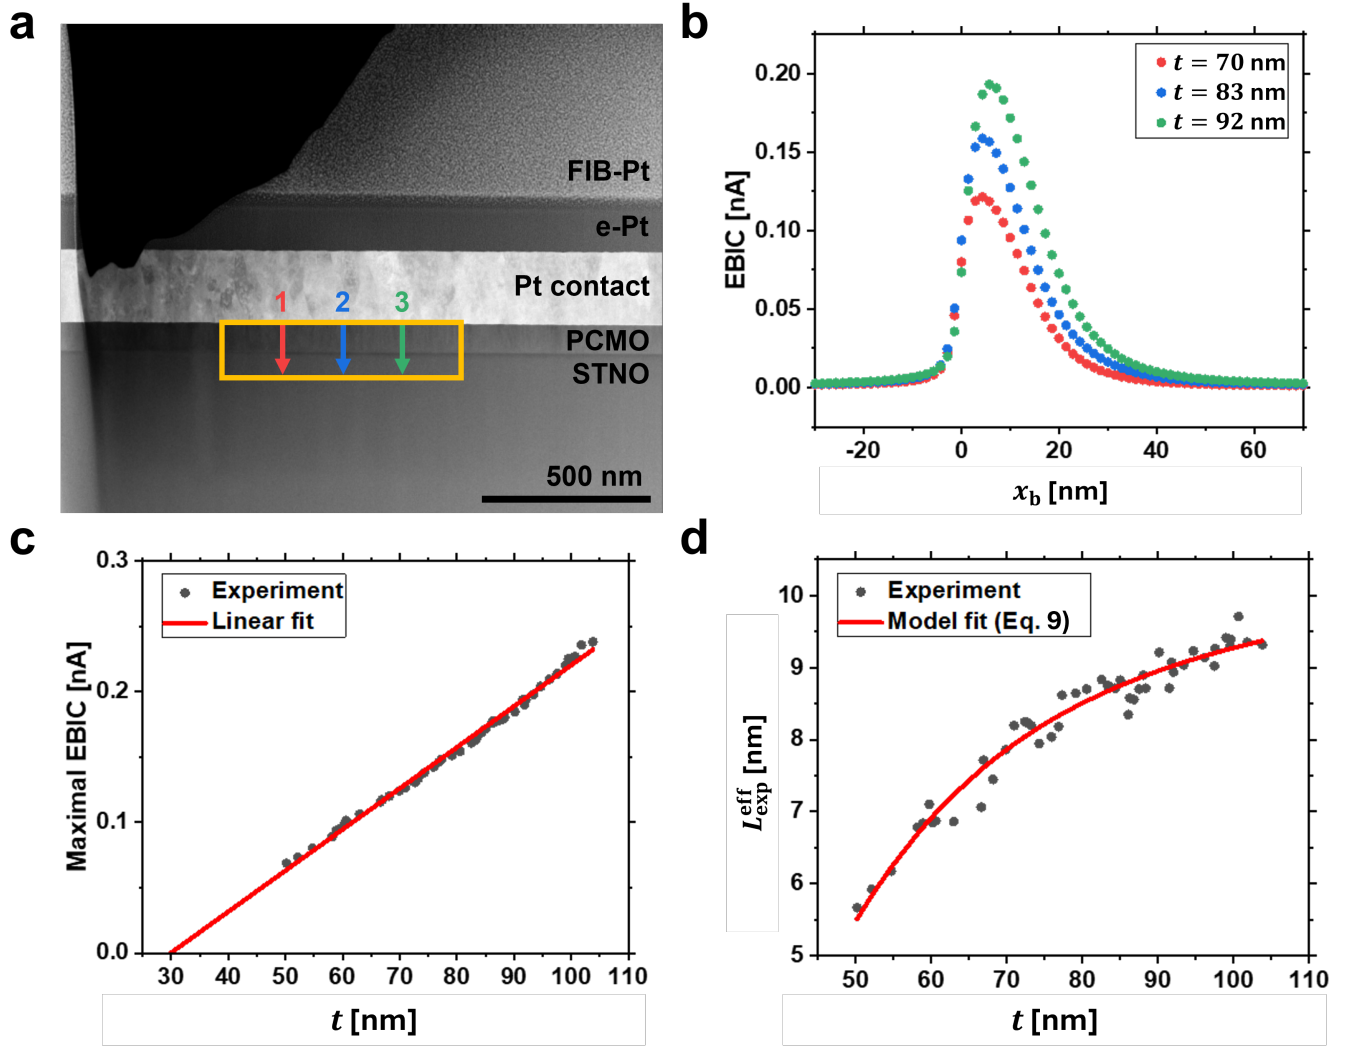 a
FIB-Pt
e-Pt
Pt contact
1 2 3
PCMO
STNO
500 nm
b
EBIC [nA]
0.20
0.15
0.10
0.05
0.00
t = 70 nm
t = 83 nm
t = 92 nm
-20 0 20 40 60
x_b [nm]
c
Maximal EBIC [nA]
0.3
0.2
0.1
0.0
Experiment
Linear fit
30 40 50 60 70 80 90 100 110
t [nm]
d
L_exp^eff [nm]
10
9
8
7
6
5
Experiment
Model fit (Eq. 9)
50 60 70 80 90 100 110
t [nm]